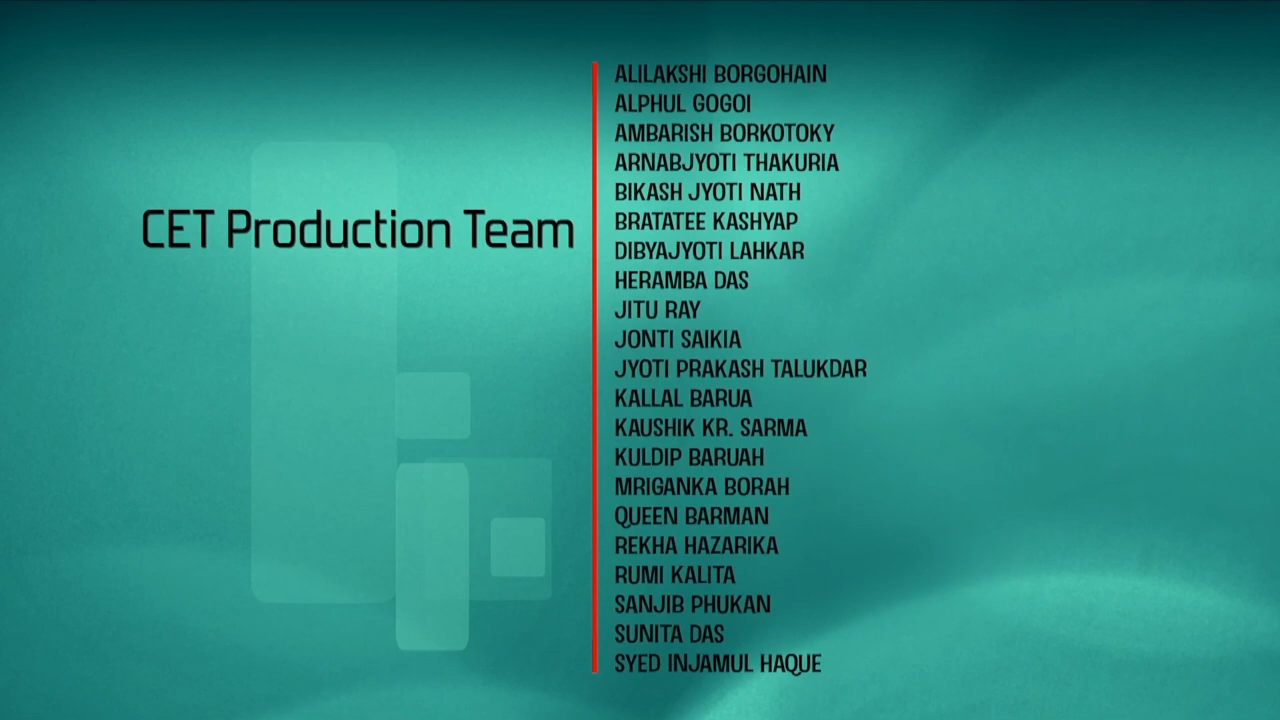 CET Production Team
ALILAKSHI BORGOHAIN
ALPHUL GOGOI
AMBARISH BORKOTOKY
ARNABJYOTI THAKURIA
BIKASH JYOTI NATH
BRATATEE KASHYAP
DIBYAJYOTI LAHKAR
HERAMBA DAS
JITU RAY
JONTI SAIKIA
JYOTI PRAKASH TALUKDAR
KALLAL BARUA
KAUSHIK KR. SARMA
KULDIP BARUAH
MRIGANKA BORAH
QUEEN BARMAN
REKHA HAZARIKA
RUMI KALITA
SANJIB PHUKAN
SUNITA DAS
SYED INJAMUL HAQUE